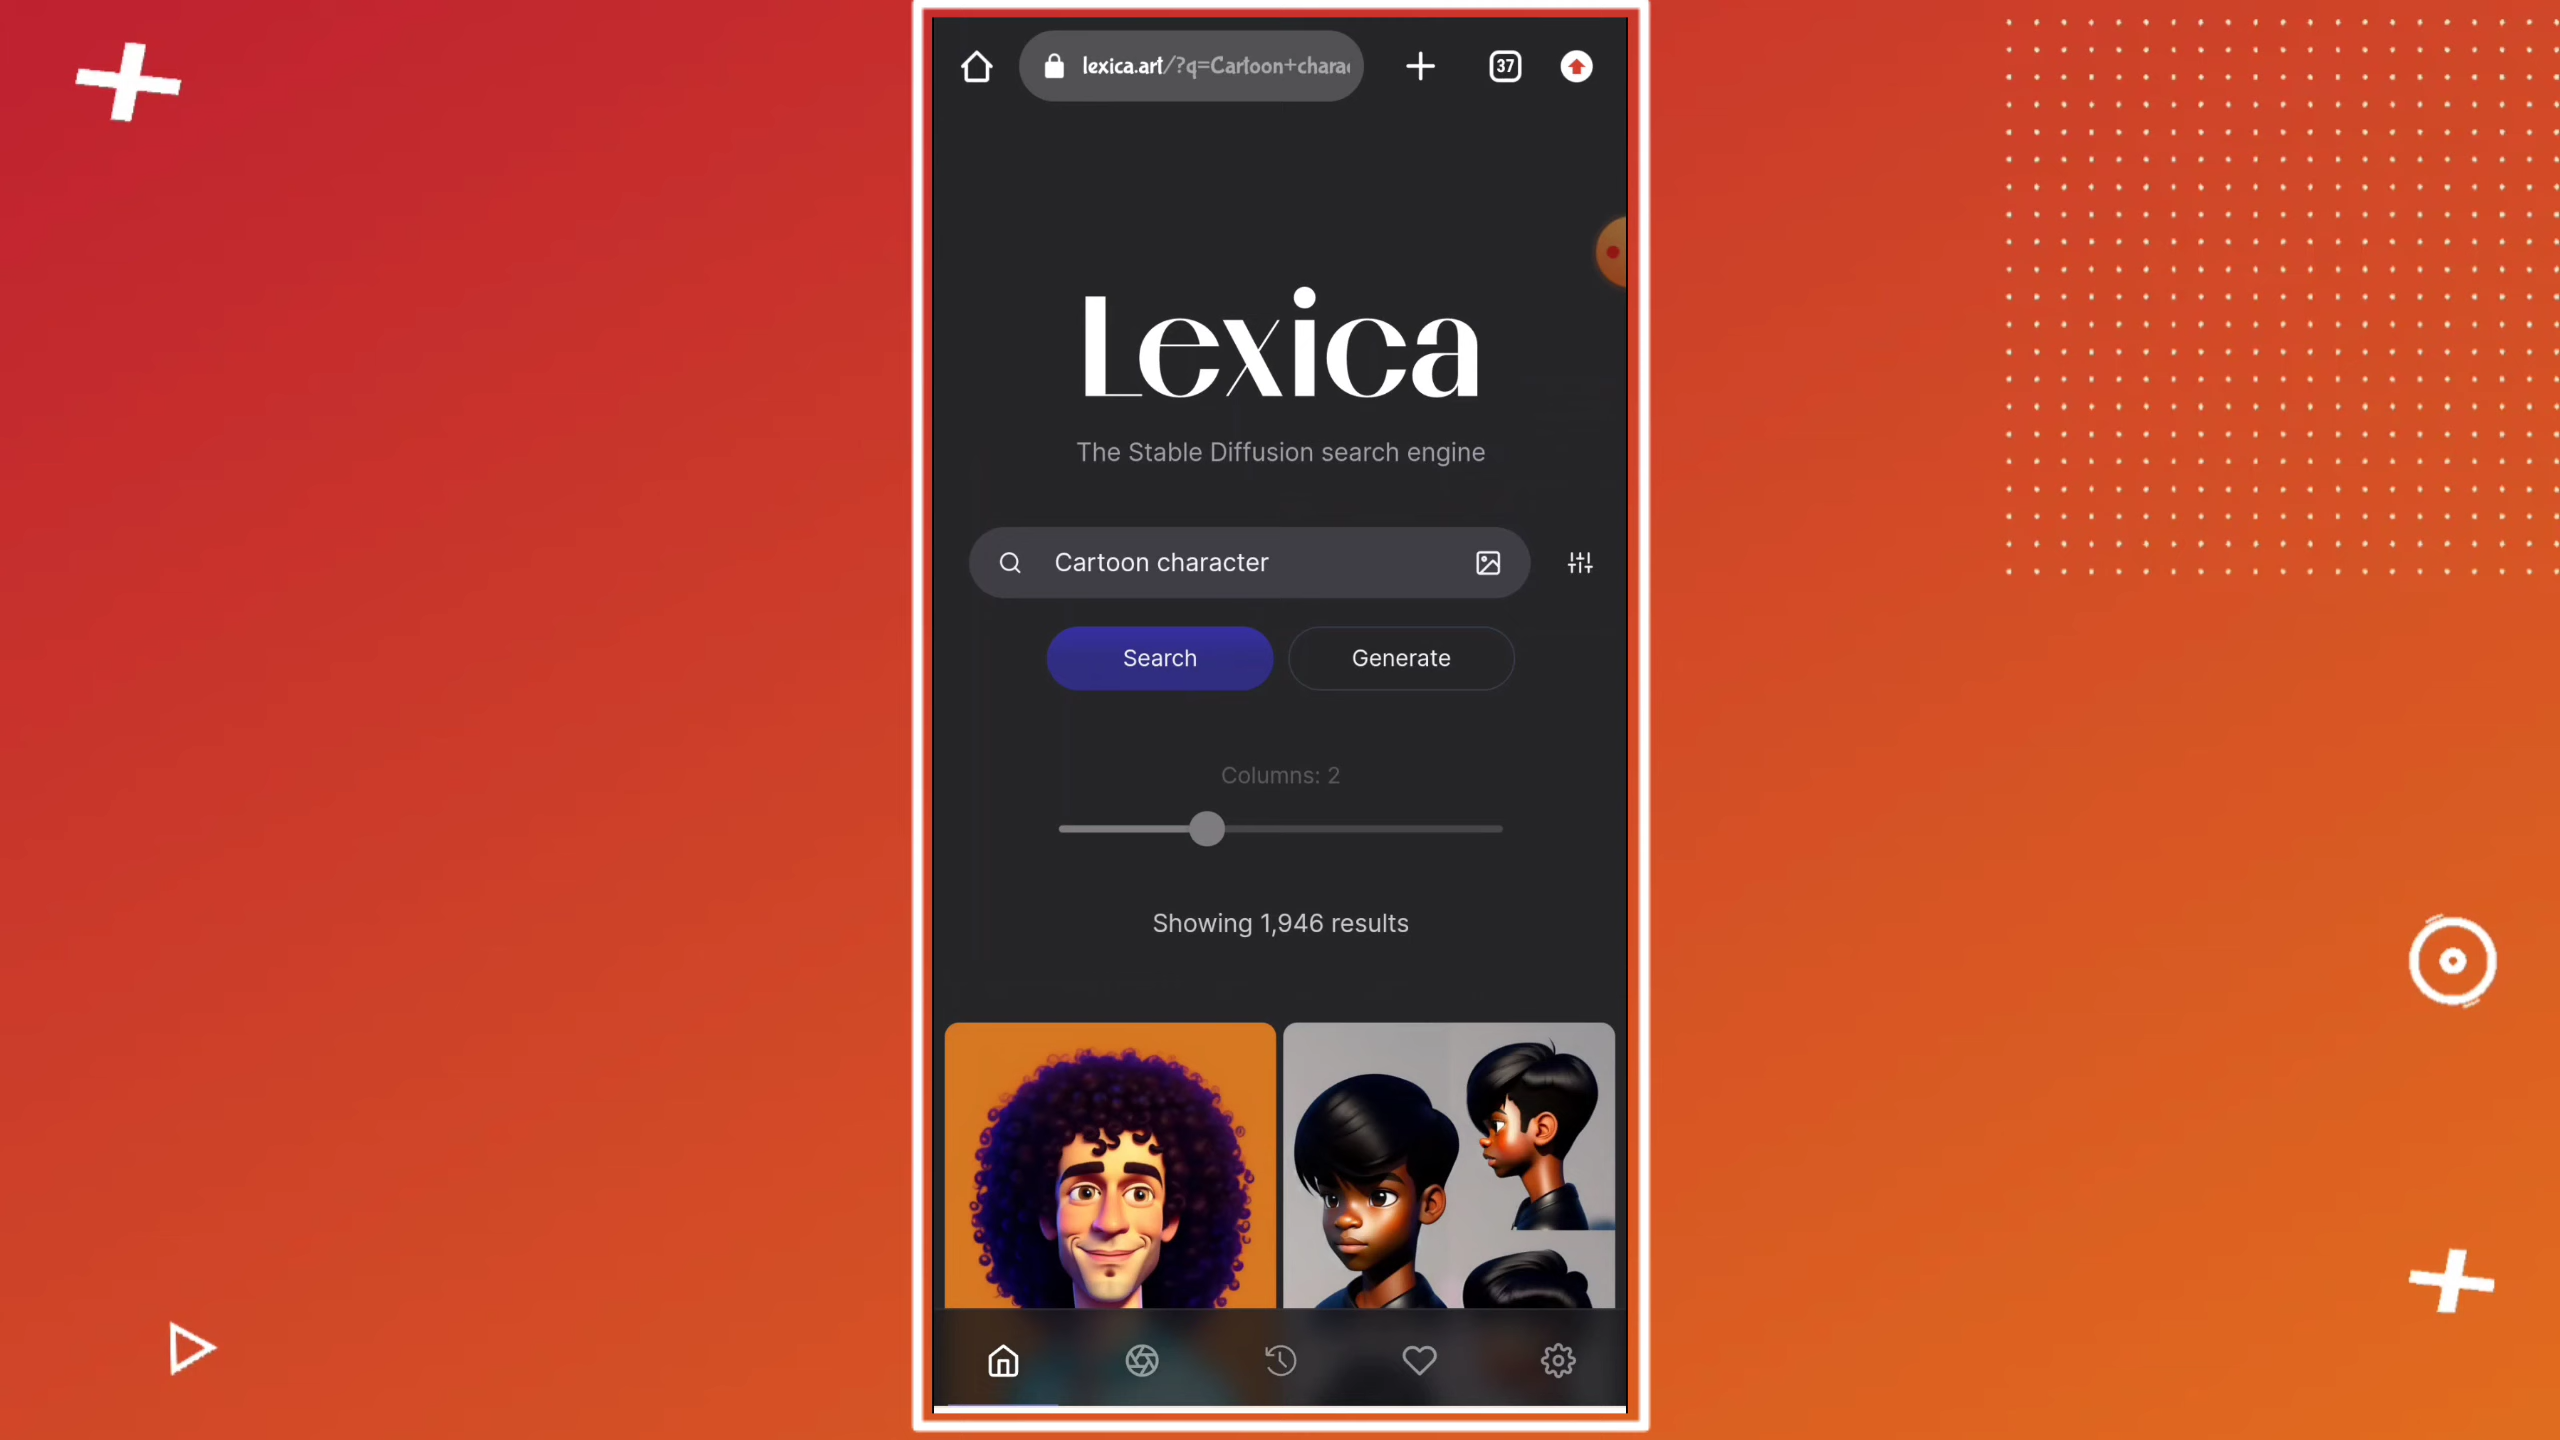 lexica.art/?q=Cartoon+charac
37
Lexica
The Stable Diffusion search engine
Cartoon character
Search
Generate
Columns: 2
Showing 1,946 results